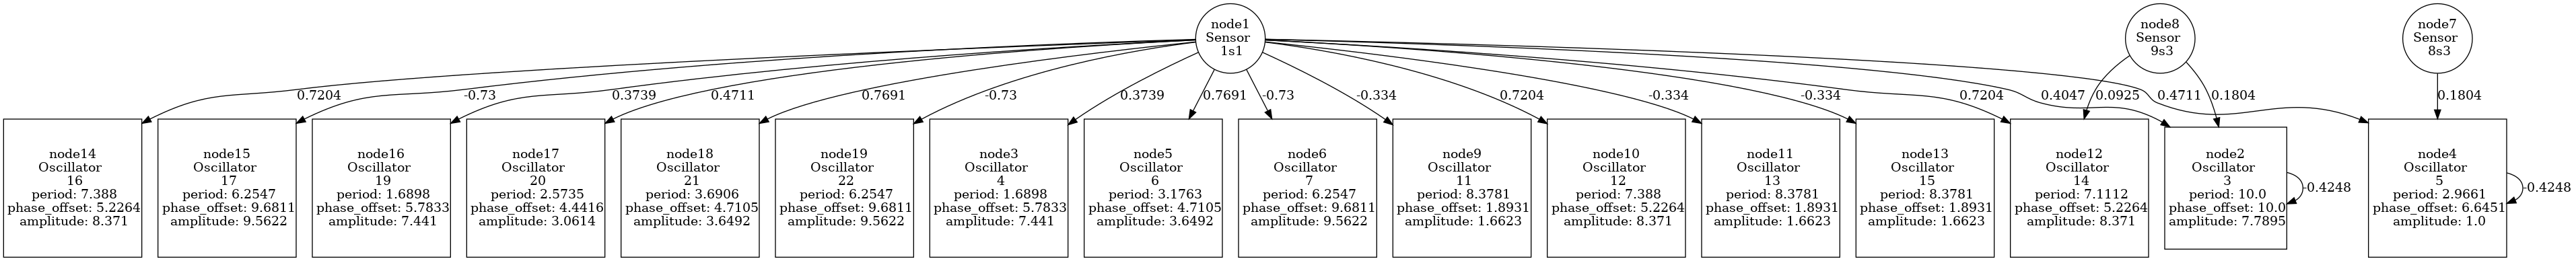 node1
Sensor
1s1
node8
Sensor
9s3
node7
Sensor
8s3
0.7204
-0.73
0.3739
0.4711
0.7691
-0.73
0.3739
0.7691
-0.73
-0.334
0.7204
-0.334
-0.334
0.7204
0.4047
0.0925
0.1804
0.4711
0.1804
node14
Oscillator
16
period: 7.388
phase_offset: 5.2264
amplitude: 8.371
node15
Oscillator
17
period: 6.2547
phase_offset: 9.6811
amplitude: 9.5622
node16
Oscillator
19
period: 1.6898
phase_offset: 5.7833
amplitude: 7.441
node17
Oscillator
20
period: 2.5735
phase_offset: 4.4416
amplitude: 3.0614
node18
Oscillator
21
period: 3.6906
phase_offset: 4.7105
amplitude: 3.6492
node19
Oscillator
22
period: 6.2547
phase_offset: 9.6811
amplitude: 9.5622
node3
Oscillator
4
period: 1.6898
phase_offset: 5.7833
amplitude: 7.441
node5
Oscillator
6
period: 3.1763
phase_offset: 4.7105
amplitude: 3.6492
node6
Oscillator
7
period: 6.2547
phase_offset: 9.6811
amplitude: 9.5622
node9
Oscillator
11
period: 8.3781
phase_offset: 1.8931
amplitude: 1.6623
node10
Oscillator
12
period: 7.388
phase_offset: 5.2264
amplitude: 8.371
node11
Oscillator
13
period: 8.3781
phase_offset: 1.8931
amplitude: 1.6623
node13
Oscillator
15
period: 8.3781
phase_offset: 1.8931
amplitude: 1.6623
node12
Oscillator
14
period: 7.1112
phase_offset: 5.2264
amplitude: 8.371
node2
Oscillator
3
period: 10.0
phase_offset: 10.0
amplitude: 7.7895
-0.4248
node4
Oscillator
5
period: 2.9661
phase_offset: 6.6451
amplitude: 1.0
-0.4248